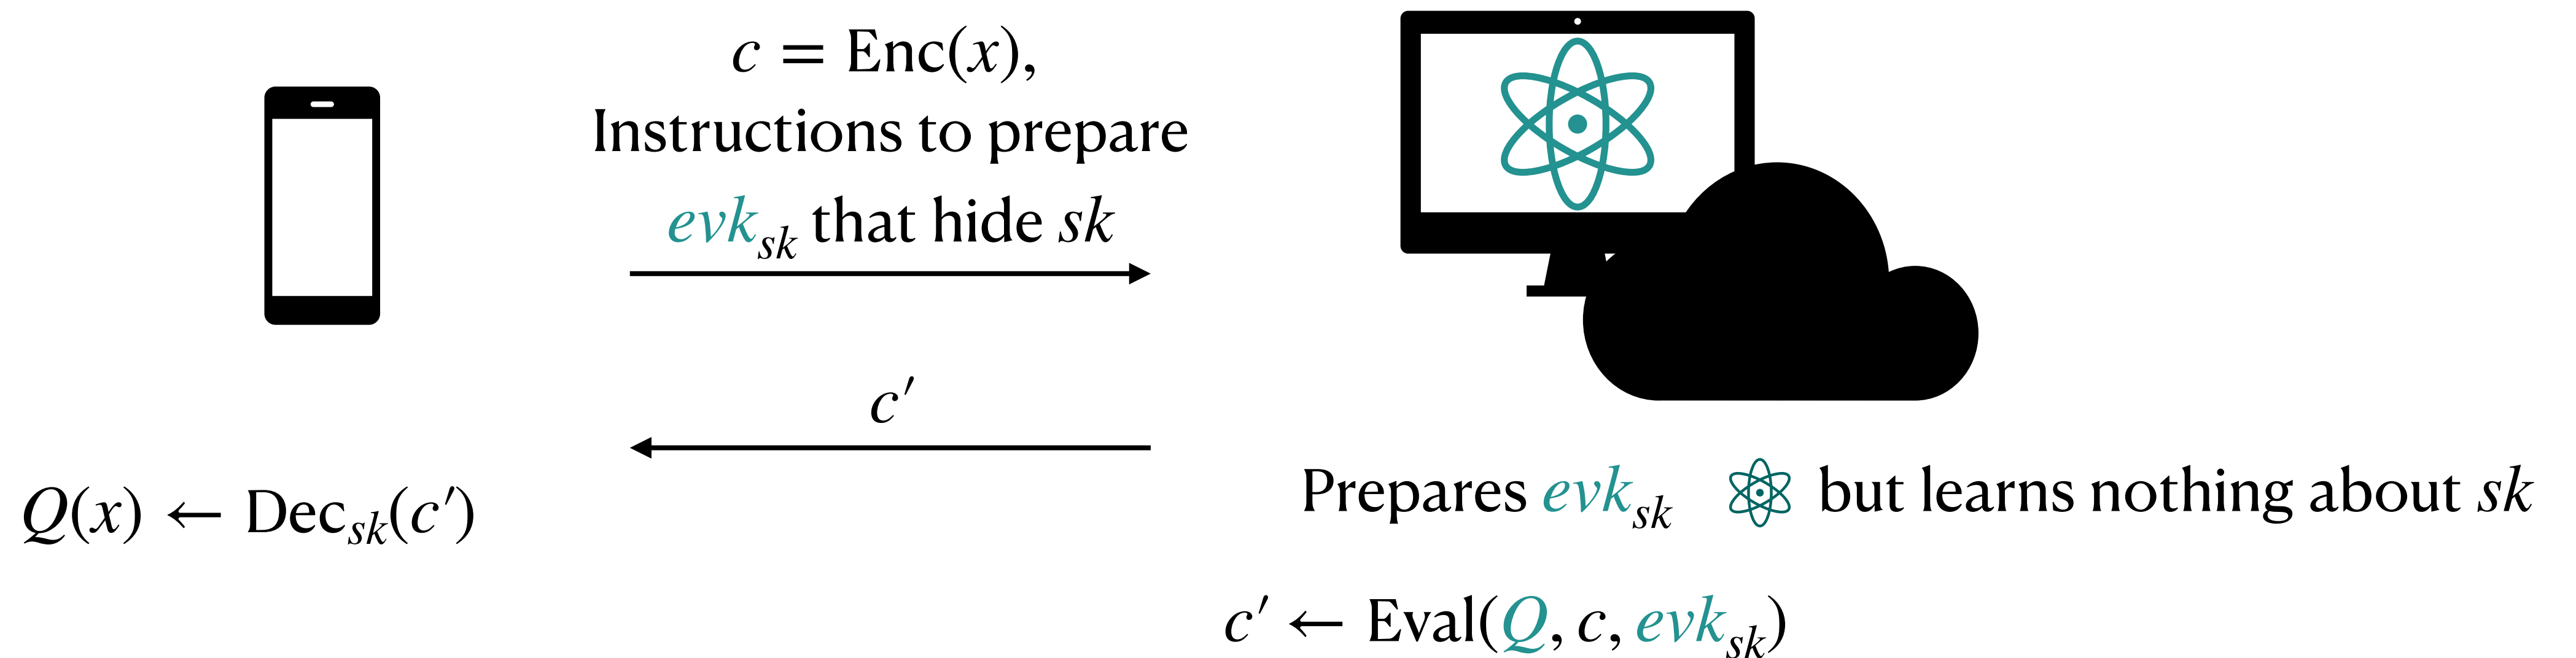 c = Enc(x),
Instructions to prepare
evk_sk that hide sk
c′
Q(x) ← Dec_sk(c′)
Prepares evk_sk but learns nothing about sk
c′ ← Eval(Q, c, evk_sk)